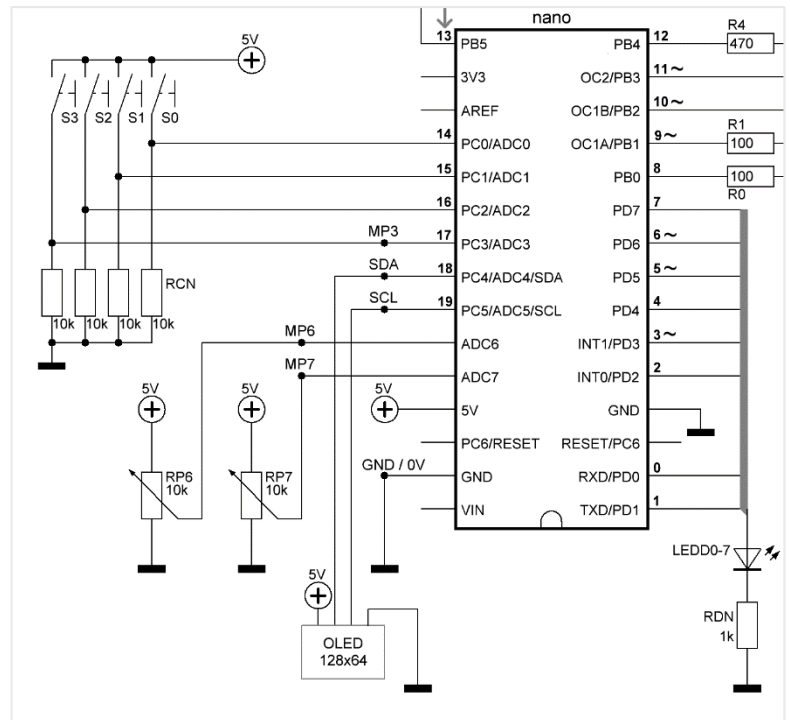 nano
13
PB5
PB4
12
R4
470
5V
3V3
OC2/PB3
11~
AREF
OC1B/PB2
10~
S3
S2
S1
S0
14
PC0/ADC0
OC1A/PB1
9~
R1
100
15
PC1/ADC1
PB0
8
100
R0
16
PC2/ADC2
PD7
7
MP3
17
PC3/ADC3
PD6
6~
SDA
18
PC4/ADC4/SDA
PD5
5~
RCN
10k
10k
10k
10k
SCL
19
PC5/ADC5/SCL
PD4
4
MP6
ADC6
INT1/PD3
3~
MP7
ADC7
INT0/PD2
2
5V
5V
5V
5V
GND
PC6/RESET
RESET/PC6
RP6
10k
RP7
10k
GND / 0V
GND
RXD/PD0
0
VIN
TXD/PD1
1
LEDD0-7
5V
RDN
1k
OLED
128x64